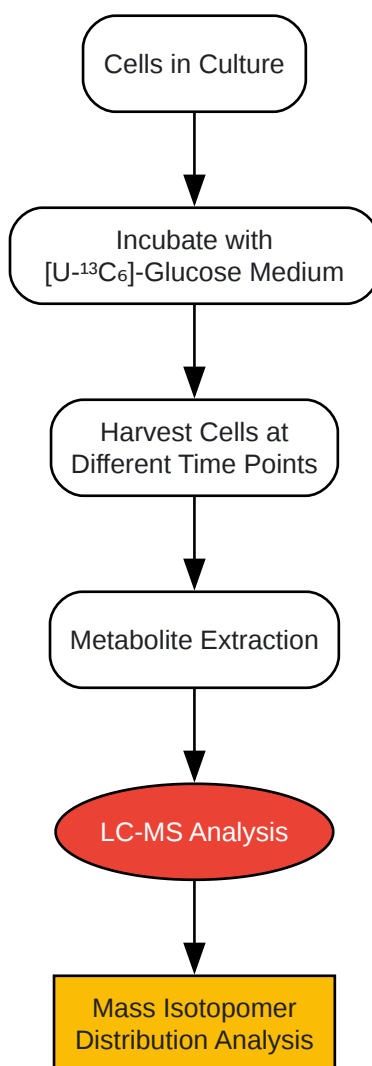 Cells in Culture
Incubate with
[U-¹³C₆]-Glucose Medium
Harvest Cells at
Different Time Points
Metabolite Extraction
LC-MS Analysis
Mass Isotopomer
Distribution Analysis